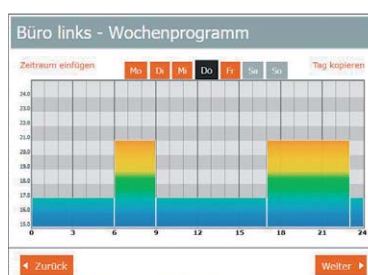 Büro links - Wochenprogramm
Zeitraum einfügen Mo Di Mi Do Fr Sa So Tag kopieren
24.0
23.0
22.0
21.0
20.0
19.0
18.0
17.0
16.0
15.0
0 3 6 9 12 15 18 21 24
Zurück Weiter